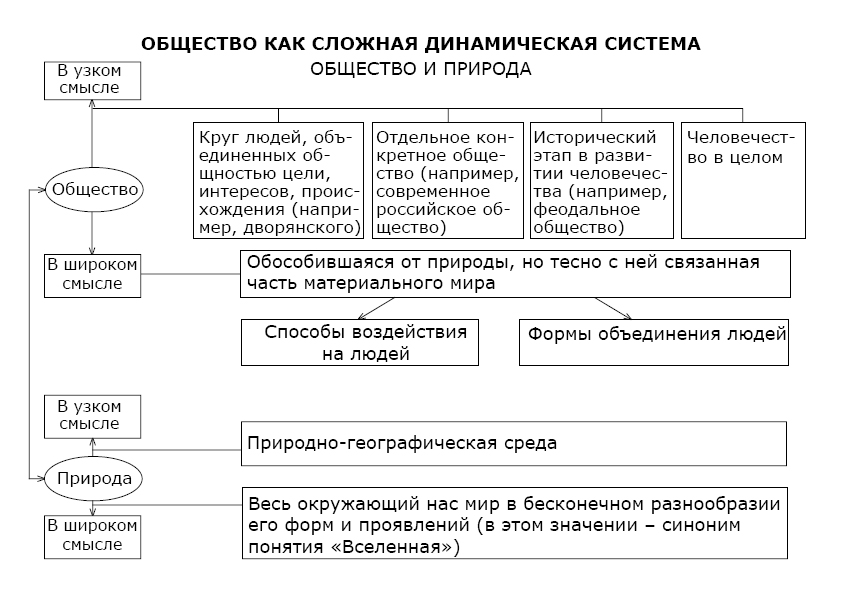 ОБЩЕСТВО КАК СЛОЖНАЯ ДИНАМИЧЕСКАЯ СИСТЕМА
ОБЩЕСТВО И ПРИРОДА
В узком
смысле
Круг людей, объ-
единенных об-
щностью цели,
интересов, проис-
хождения (напри-
мер, дворянского)
Отдельное кон-
кретное обще-
ство (например,
современное
российское об-
щество)
Исторический
этап в разви-
тии человечес-
тва (например,
феодальное
общество)
Человечест-
во в целом
Общество
В широком
смысле
Обособившаяся от природы, но тесно с ней связанная
часть материального мира
Способы воздействия
на людей
Формы объединения людей
В узком
смысле
Природно-географическая среда
Природа
В широком
смысле
Весь окружающий нас мир в бесконечном разнообразии
его форм и проявлений (в этом значении – синоним
понятия «Вселенная»)